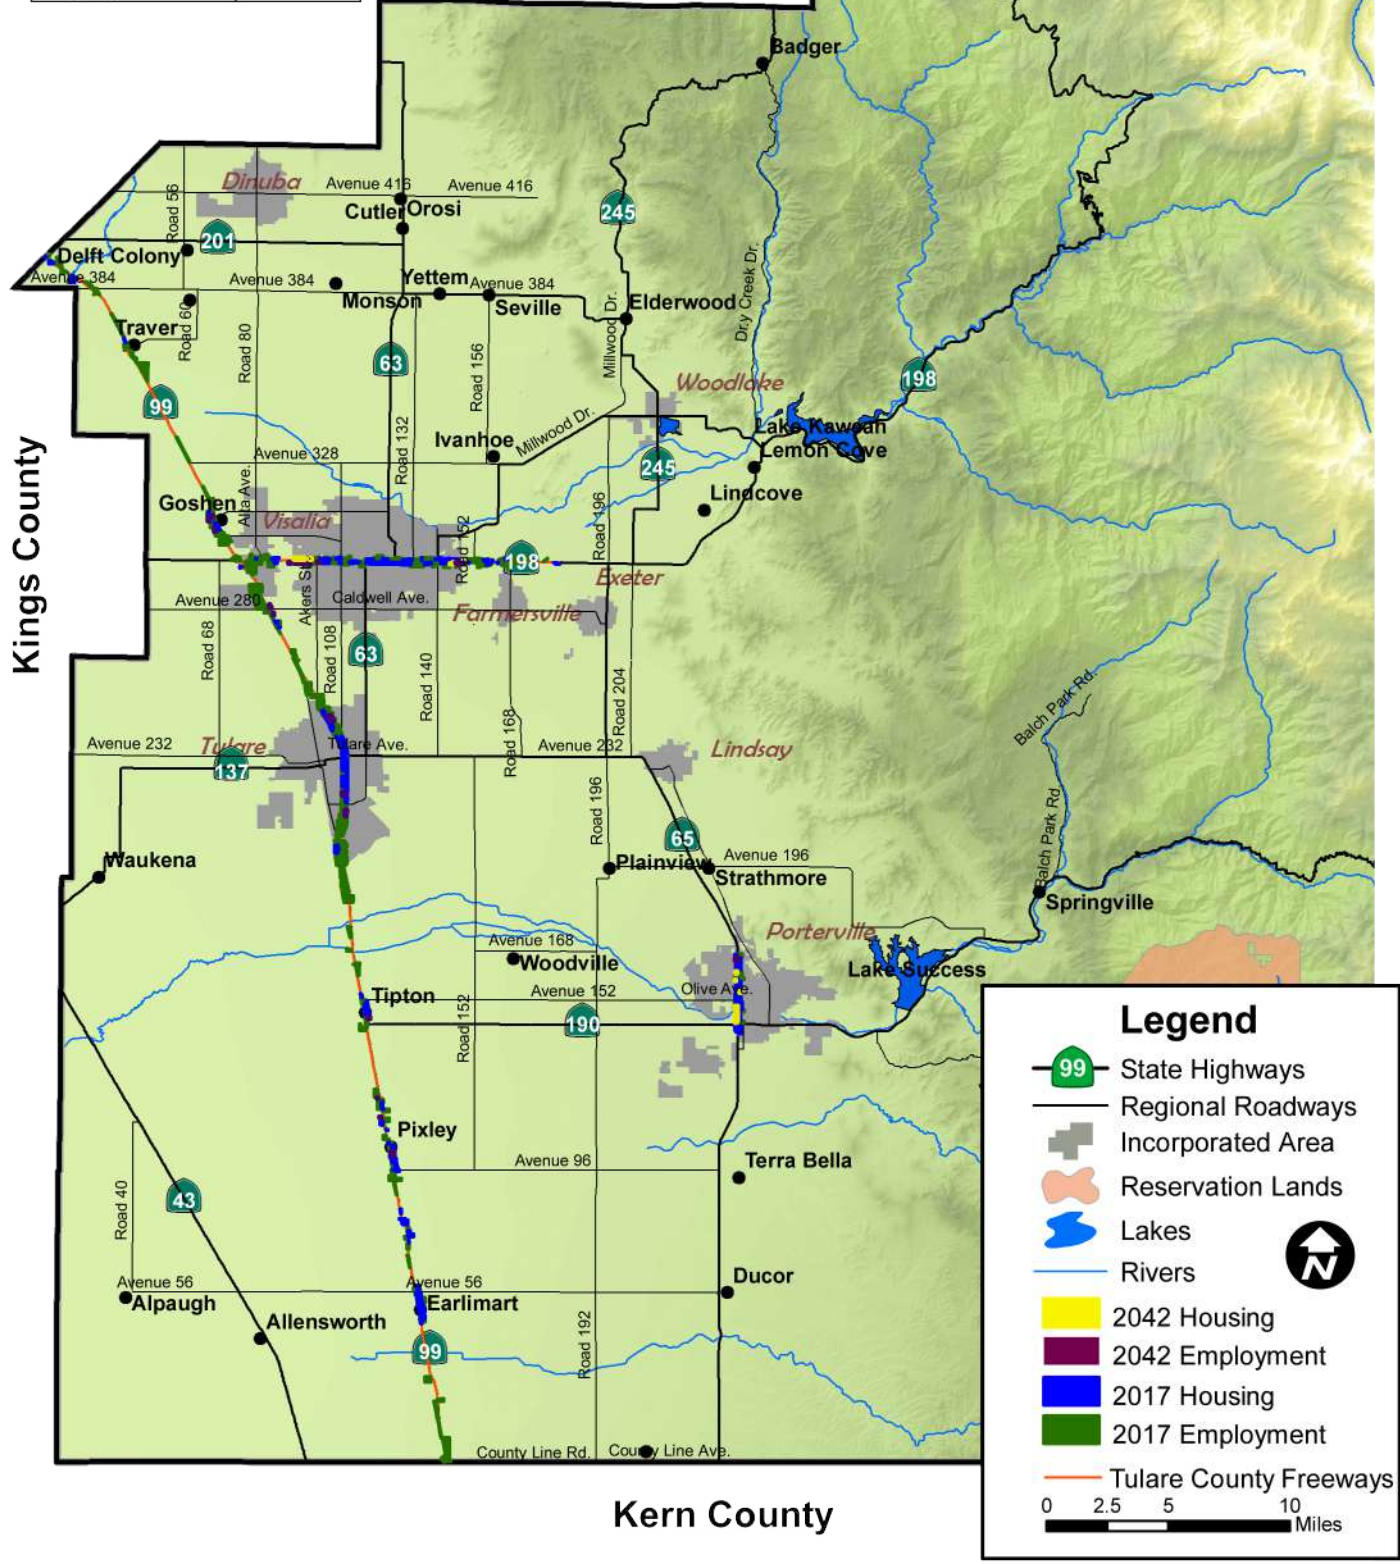 Badger
Dinuba
Avenue 416
Avenue 416
Road 56
Cutler
Orosi
245
201
Delft Colony
Avenue 384
Avenue 384
Yettem
Avenue 384
Monson
Seville
Elderwood
Millwood Dr.
Dr.y Creek Dr.
Traver
Road 60
Road 80
63
Road 156
Woodlake
198
99
Road 132
Ivanhoe
Millwood Dr.
Lake Kaweah
Lemon Cove
Avenue 328
245
Kings County
Goshen
Alta Ave.
Visalia
Lindcove
Road 196
Road 152
198
Akers St.
Exeter
Avenue 280
Caldwell Ave.
Farmersville
Road 68
Road 108
63
Road 140
Road 168
Road 204
Balch Park Rd.
Avenue 232
Tulare
Tulare Ave.
Avenue 232
Lindsay
137
Road 196
65
Balch Park Rd
Waukena
Plainview
Avenue 196
Strathmore
Springville
Porterville
Avenue 168
Woodville
Lake Success
Tipton
Avenue 152
Olive Ave.
Road 152
190
Pixley
Avenue 96
Terra Bella
43
Road 40
Avenue 56
Alpaugh
Avenue 56
Earlimart
Ducor
Allensworth
99
Road 192
County Line Rd.
County Line Ave.
Kern County
Legend
99
State Highways
Regional Roadways
Incorporated Area
Reservation Lands
Lakes
N
Rivers
2042 Housing
2042 Employment
2017 Housing
2017 Employment
Tulare County Freeways
0 2.5 5 10
Miles